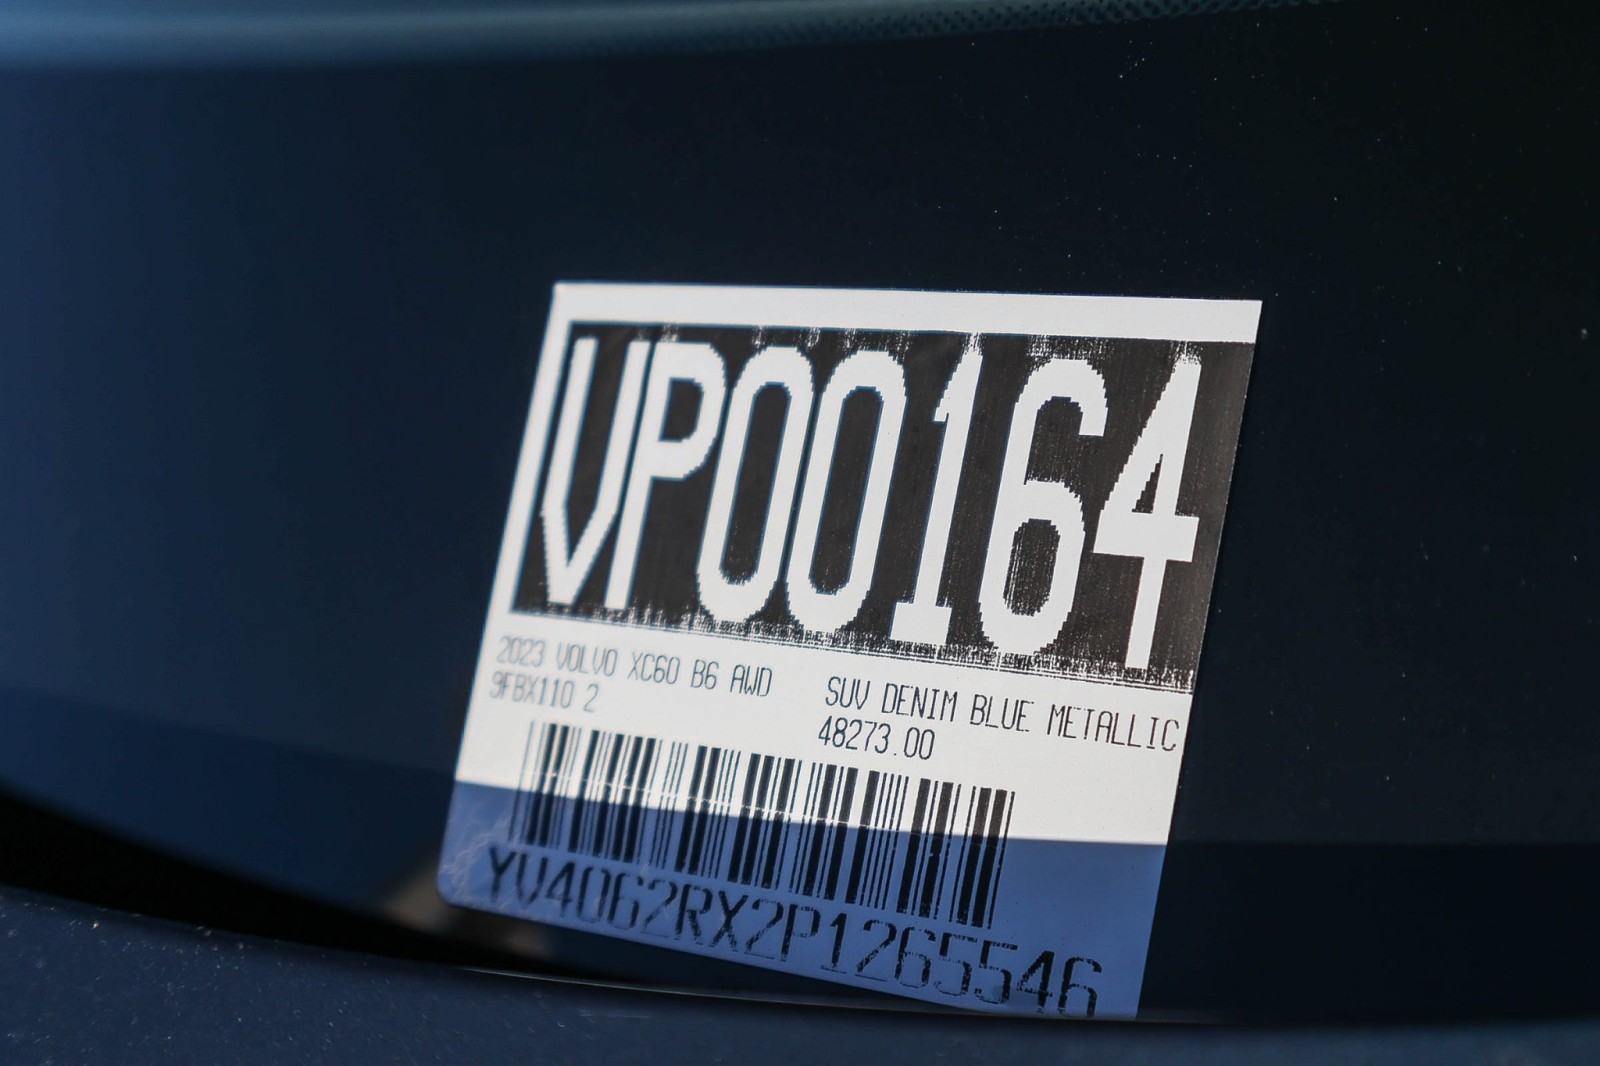 VP00164
2023 VOLVO XC60 B6 AWD SUV DENIM BLUE METALLIC
9FBX110 2 48273.00
YV4062RX2P1265546